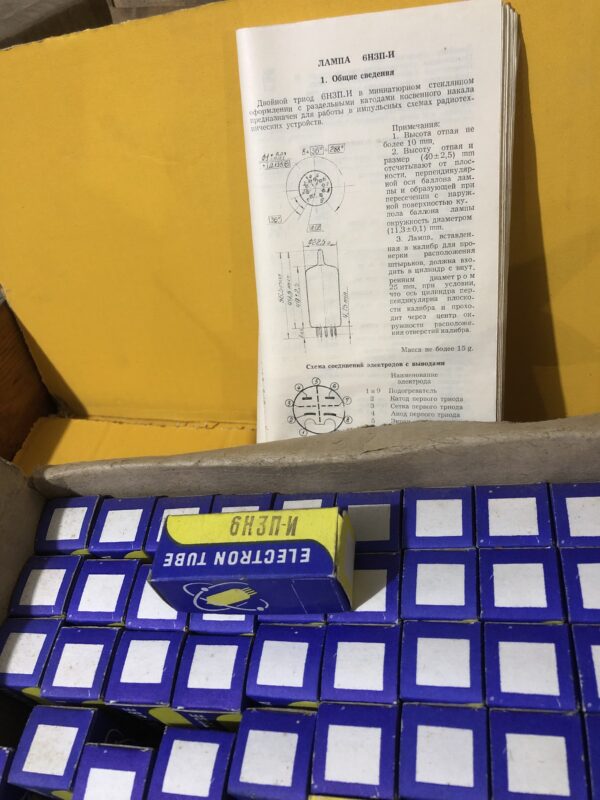 ЛАМПА 6Н3П-И
1. Общие сведения
Двойной триод 6Н3П-И в миниатюрном стеклянном
оформлении с раздельными катодами косвенного накала
предназначен для работы в импульсных схемах радиотех-
нических устройств.
Примечания:
1. Высота отпая не
более 10 mm.
2. Высоту отпая и
размер (40±2,5) mm
отсчитывают от плос-
кости, перпендикуляр-
ной оси баллона лам-
пы и образующей при
пересечении с наруж-
ной поверхностью ку-
пола баллона лампы
окружность диаметром
(11,3±0,1) mm.
3. Лампа, вставлен-
ная в калибр для про-
верки расположения
штырьков, должна вхо-
дить в цилиндр с внут-
ренним диаметром
25 mm, при условии,
что ось цилиндра пер-
пендикулярна плоско-
сти калибра и прохо-
дит через центр ок-
ружности расположе-
ния отверстий калибра.
Масса не более 15 g.
Схема соединений электродов с выводами
Наименование
электрода
1 и 9 Подогреватель
2 Катод первого триода
3 Сетка первого триода
4 Анод первого триода
6Н3П-И
ELECTRON TUBE